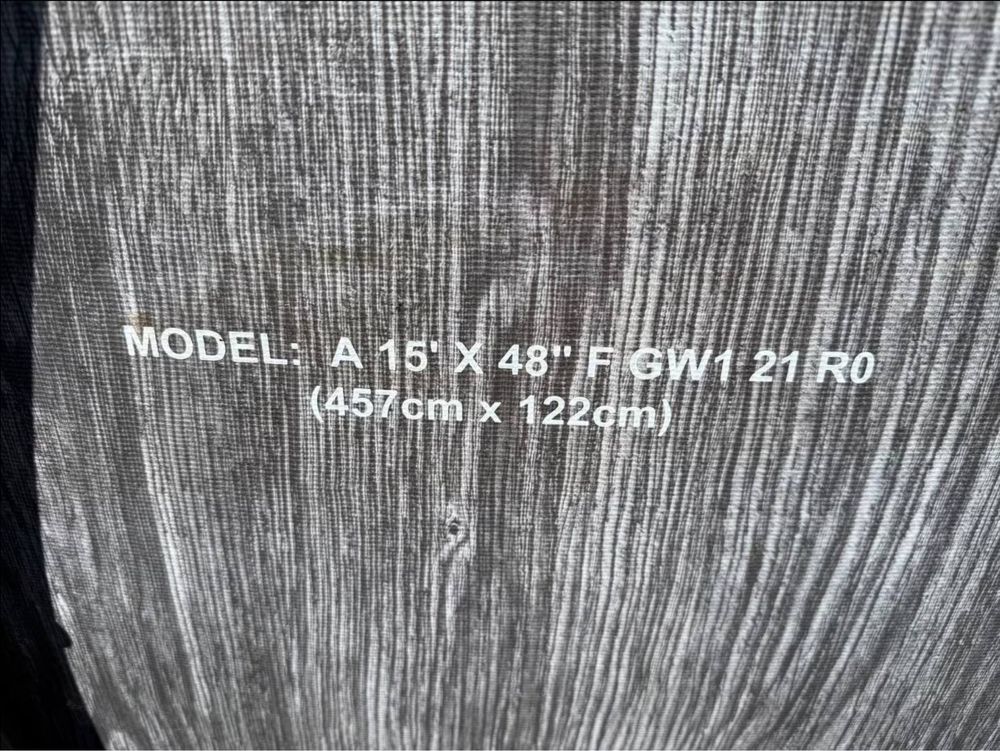 MODEL: A 15' X 48" F GW1 21 R0
(457cm x 122cm)